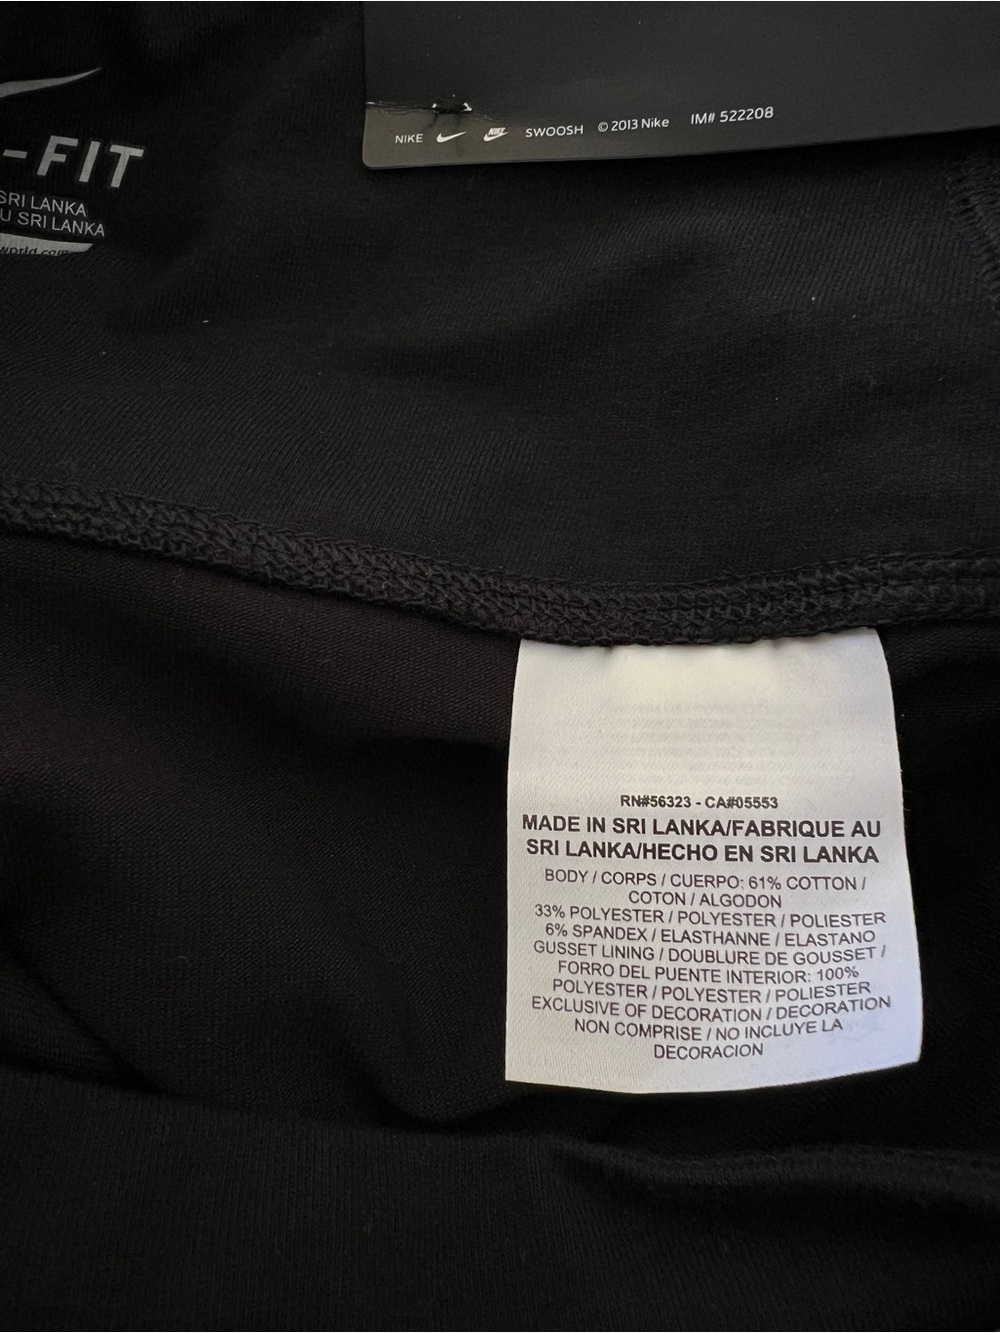 NIKE NIKE SWOOSH © 2013 Nike IM# 522208
-FIT
SRI LANKA
U SRI LANKA
world.com
RN#56323 - CA#05553
MADE IN SRI LANKA/FABRIQUE AU
SRI LANKA/HECHO EN SRI LANKA
BODY / CORPS / CUERPO: 61% COTTON /
COTON / ALGODON
33% POLYESTER / POLYESTER / POLIESTER
6% SPANDEX / ELASTHANNE / ELASTANO
GUSSET LINING / DOUBLURE DE GOUSSET /
FORRO DEL PUENTE INTERIOR: 100%
POLYESTER / POLYESTER / POLIESTER
EXCLUSIVE OF DECORATION / DECORATION
NON COMPRISE / NO INCLUYE LA
DECORACION